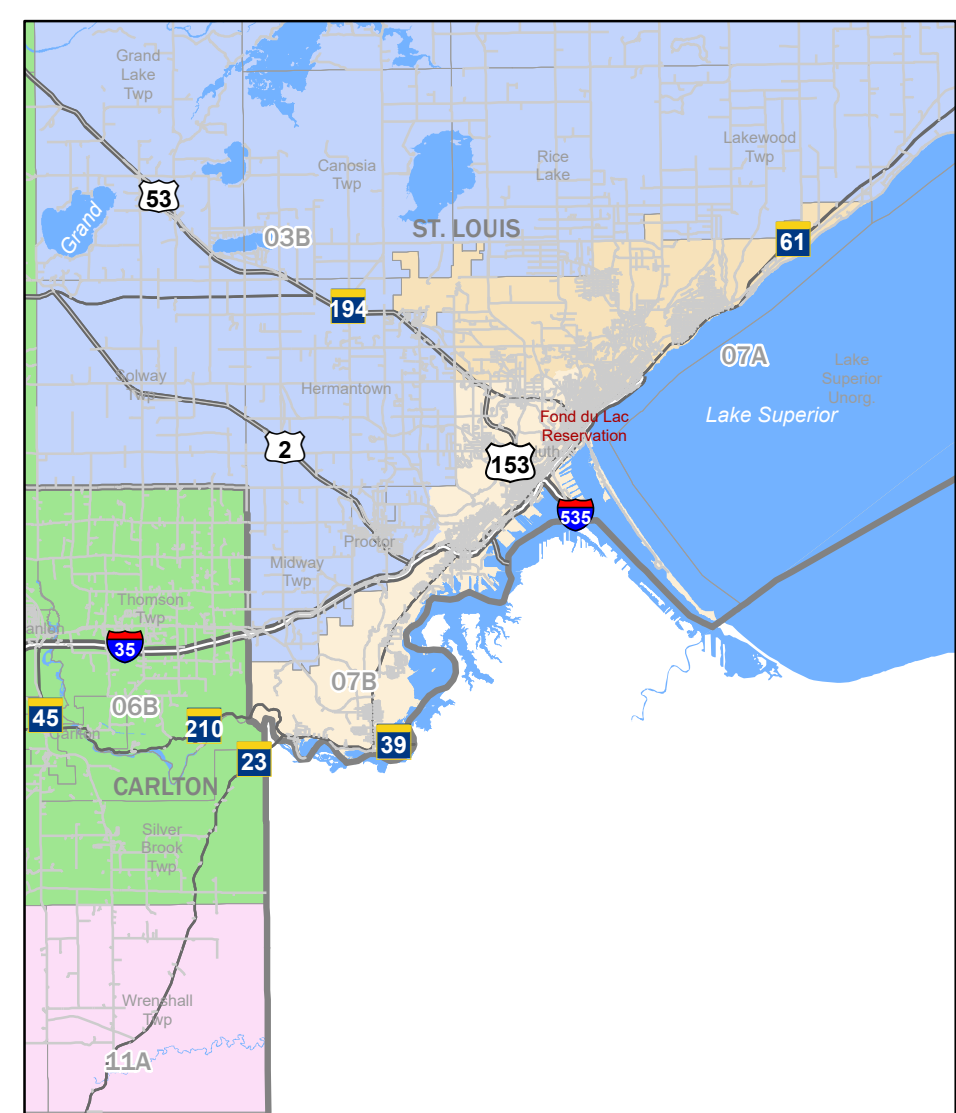 Grand
Lake
Twp
Lakewood
Twp
Rice
Lake
Canosia
Twp
53
Grand
ST. LOUIS
03B
61
194
07A
Lake
Superior
Unorg.
Solway
Twp
Hermantown
Lake Superior
Fond du Lac
Reservation
2
153
uth
535
Proctor
Midway
Twp
Thomson
Twp
35
07B
06B
45
210
Carlton
39
23
CARLTON
Silver
Brook
Twp
Wrenshall
Twp
11A